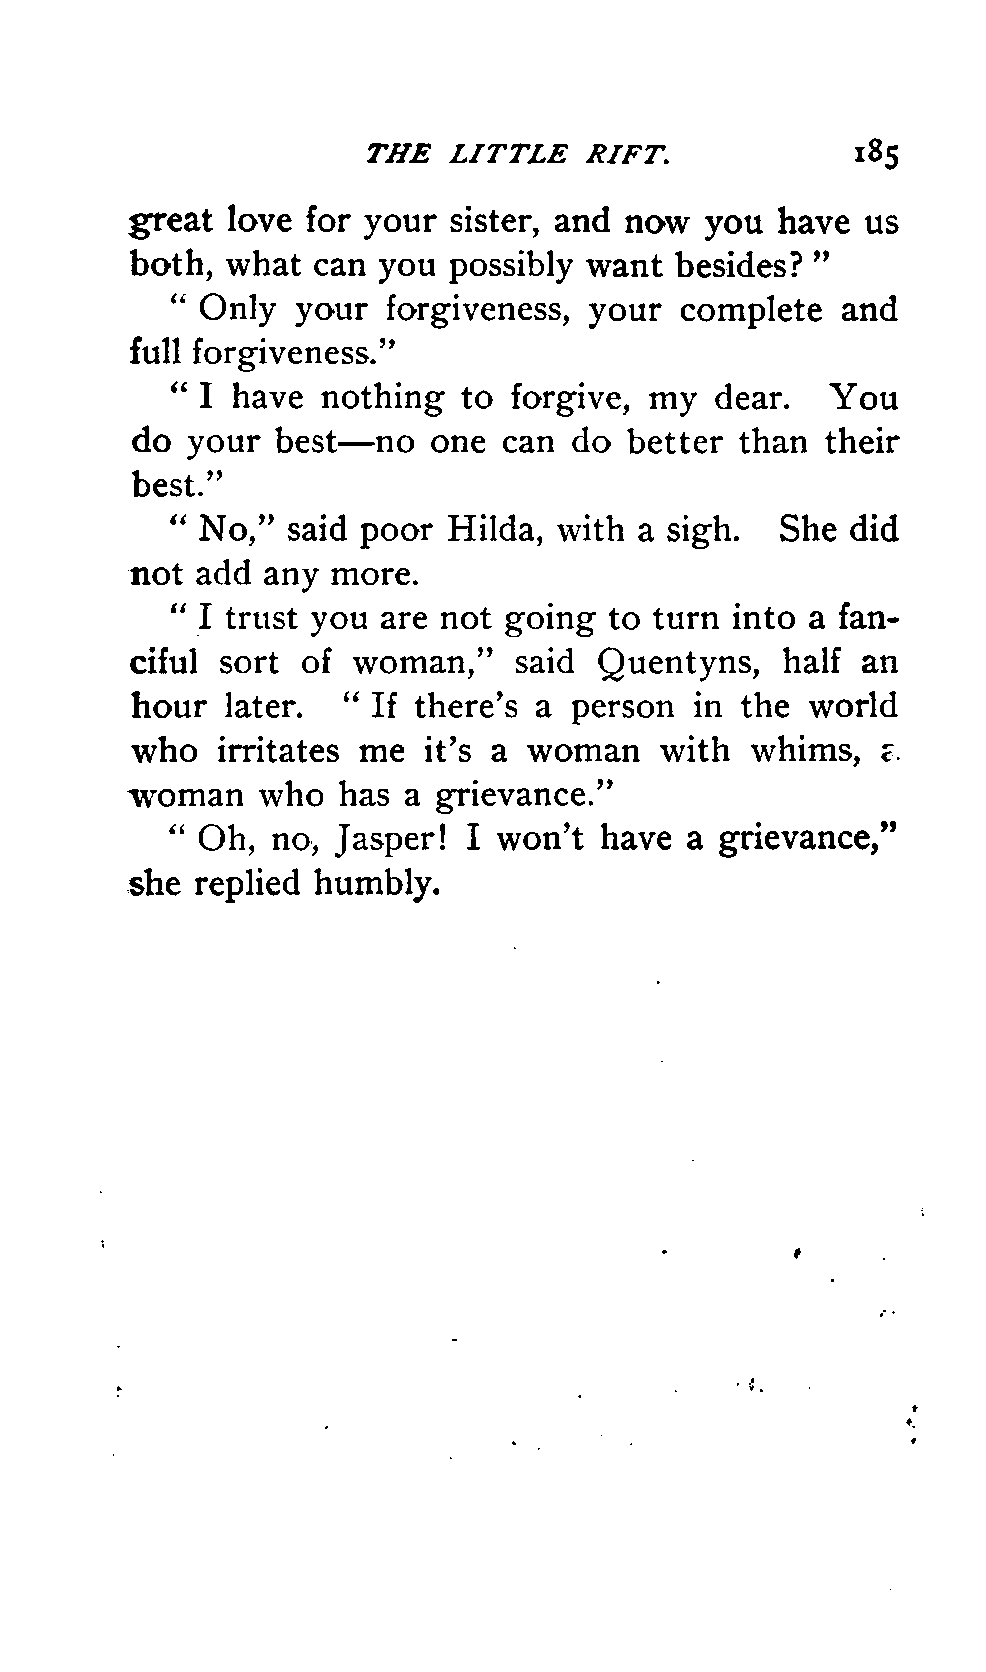 THE LITTLE RIFT. 185
great love for your sister, and now you have us
both, what can you possibly want besides? "
" Only your forgiveness, your complete and
full forgiveness."
" I have nothing to forgive, my dear. You
do your best—no one can do better than their
best."
" No," said poor Hilda, with a sigh. She did
not add any more.
" I trust you are not going to turn into a fan-
ciful sort of woman," said Quentyns, half an
hour later. " If there's a person in the world
who irritates me it's a woman with whims, a
woman who has a grievance."
" Oh, no, Jasper! I won't have a grievance,"
she replied humbly.